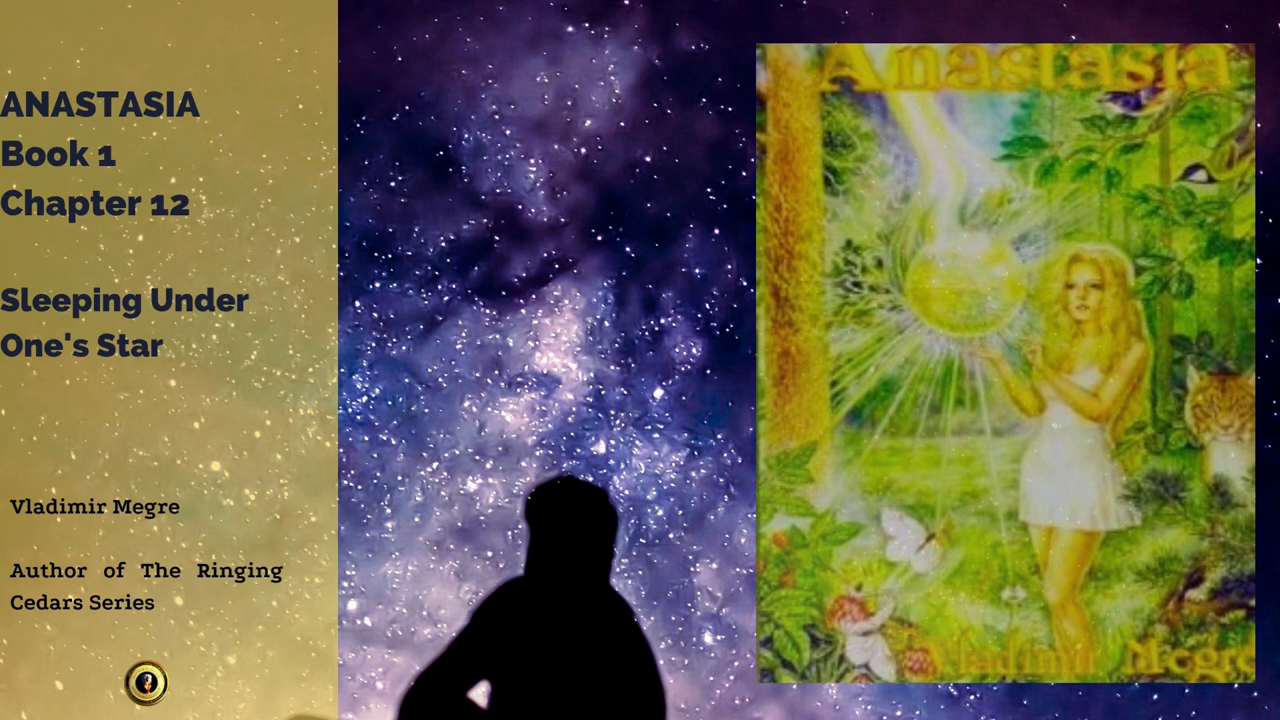 ANASTASIA
Book 1
Chapter 12
Sleeping Under
One's Star
Vladimir Megre
Author of The Ringing
Cedars Series
Anastasia
Vladimir Megre